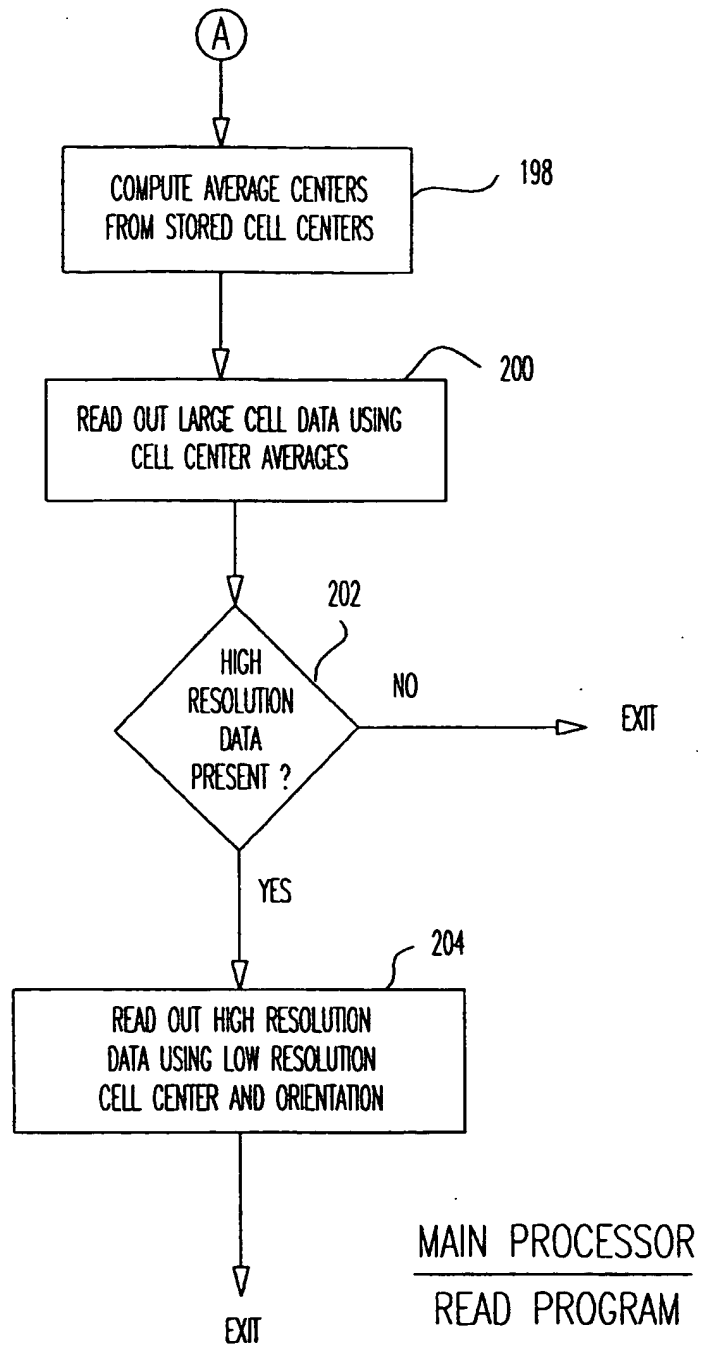 A
COMPUTE AVERAGE CENTERS
FROM STORED CELL CENTERS
198
READ OUT LARGE CELL DATA USING
CELL CENTER AVERAGES
200
202
HIGH
RESOLUTION
DATA
PRESENT ?
NO
EXIT
YES
204
READ OUT HIGH RESOLUTION
DATA USING LOW RESOLUTION
CELL CENTER AND ORIENTATION
EXIT
MAIN PROCESSOR
READ PROGRAM